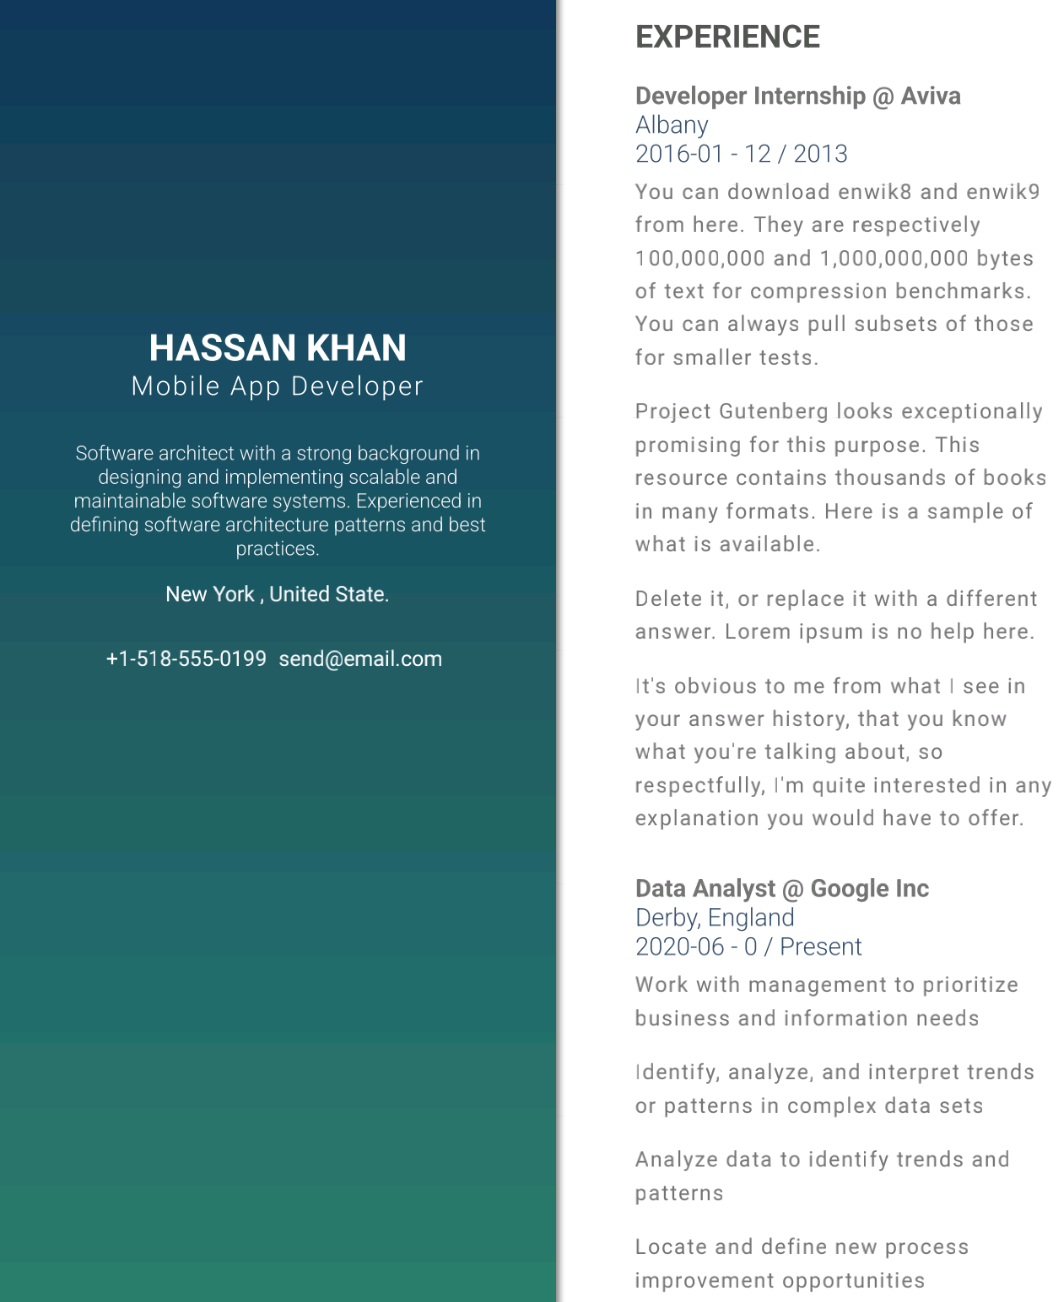 HASSAN KHAN
Mobile App Developer
Software architect with a strong background in
designing and implementing scalable and
maintainable software systems. Experienced in
defining software architecture patterns and best
practices.
New York , United State.
+1-518-555-0199 send@email.com
EXPERIENCE
Developer Internship @ Aviva
Albany
2016-01 - 12 / 2013
You can download enwik8 and enwik9
from here. They are respectively
100,000,000 and 1,000,000,000 bytes
of text for compression benchmarks.
You can always pull subsets of those
for smaller tests.
Project Gutenberg looks exceptionally
promising for this purpose. This
resource contains thousands of books
in many formats. Here is a sample of
what is available.
Delete it, or replace it with a different
answer. Lorem ipsum is no help here.
It's obvious to me from what I see in
your answer history, that you know
what you're talking about, so
respectfully, I'm quite interested in any
explanation you would have to offer.
Data Analyst @ Google Inc
Derby, England
2020-06 - 0 / Present
Work with management to prioritize
business and information needs
Identify, analyze, and interpret trends
or patterns in complex data sets
Analyze data to identify trends and
patterns
Locate and define new process
improvement opportunities